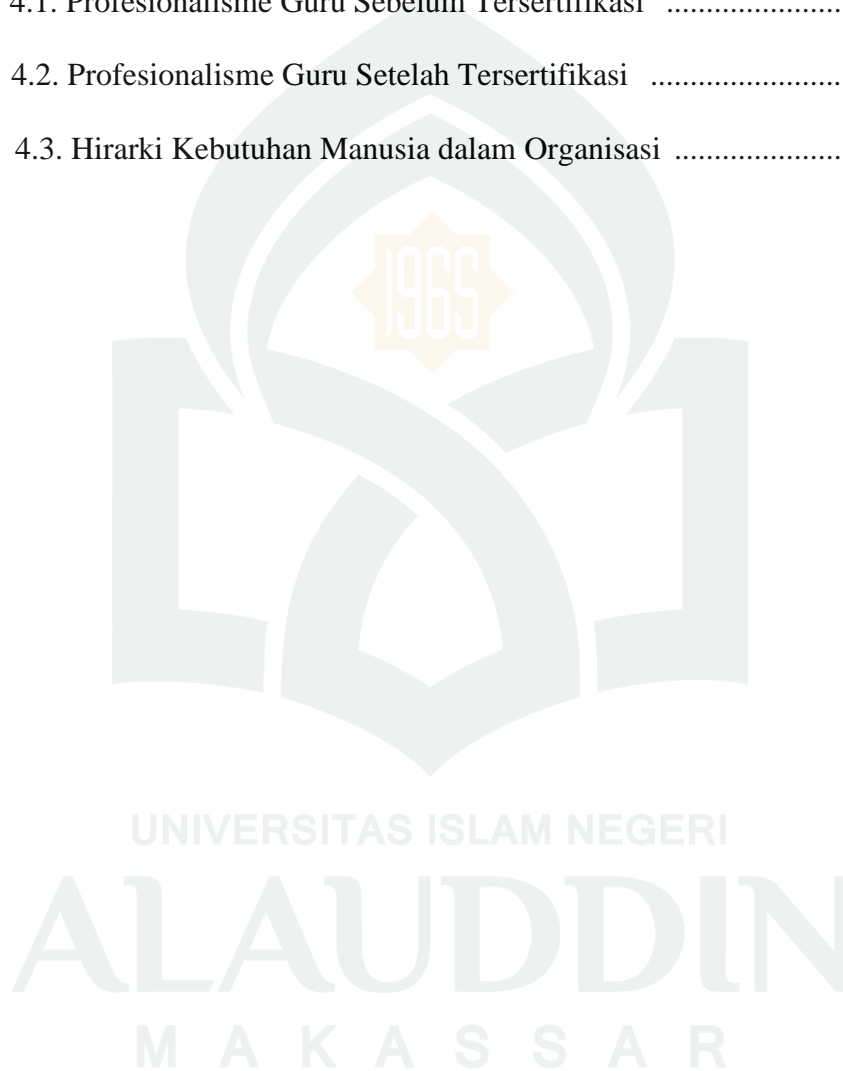 4.1. Profesionalisme Guru Sebelum Tersertifikasi ......................
4.2. Profesionalisme Guru Setelah Tersertifikasi ........................
4.3. Hirarki Kebutuhan Manusia dalam Organisasi .....................
1965
UNIVERSITAS ISLAM NEGERI
ALAUDDIN
MAKASSAR